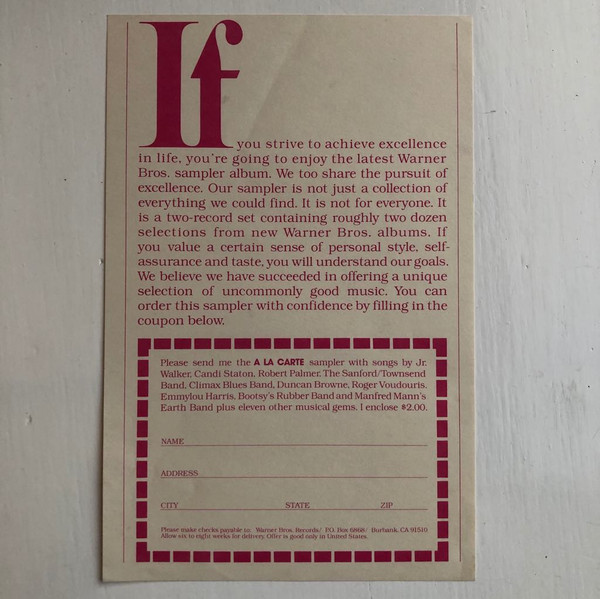 If you strive to achieve excellence
in life, you're going to enjoy the latest Warner
Bros. sampler album. We too share the pursuit of
excellence. Our sampler is not just a collection of
everything we could find. It is not for everyone. It
is a two-record set containing roughly two dozen
selections from new Warner Bros. albums. If
you value a certain sense of personal style, self-
assurance and taste, you will understand our goals.
We believe we have succeeded in offering a unique
selection of uncommonly good music. You can
order this sampler with confidence by filling in the
coupon below.
Please send me the A LA CARTE sampler with songs by Jr.
Walker, Candi Staton, Robert Palmer, The Sanford/Townsend
Band, Climax Blues Band, Duncan Browne, Roger Voudouris,
Emmylou Harris, Bootsy's Rubber Band and Manfred Mann's
Earth Band plus eleven other musical gems. I enclose $2.00.
NAME
ADDRESS
CITY STATE ZIP
Please make checks payable to: Warner Bros. Records/ P.O. Box 6868/ Burbank, CA 91510
Allow six to eight weeks for delivery. Offer is good only in United States.